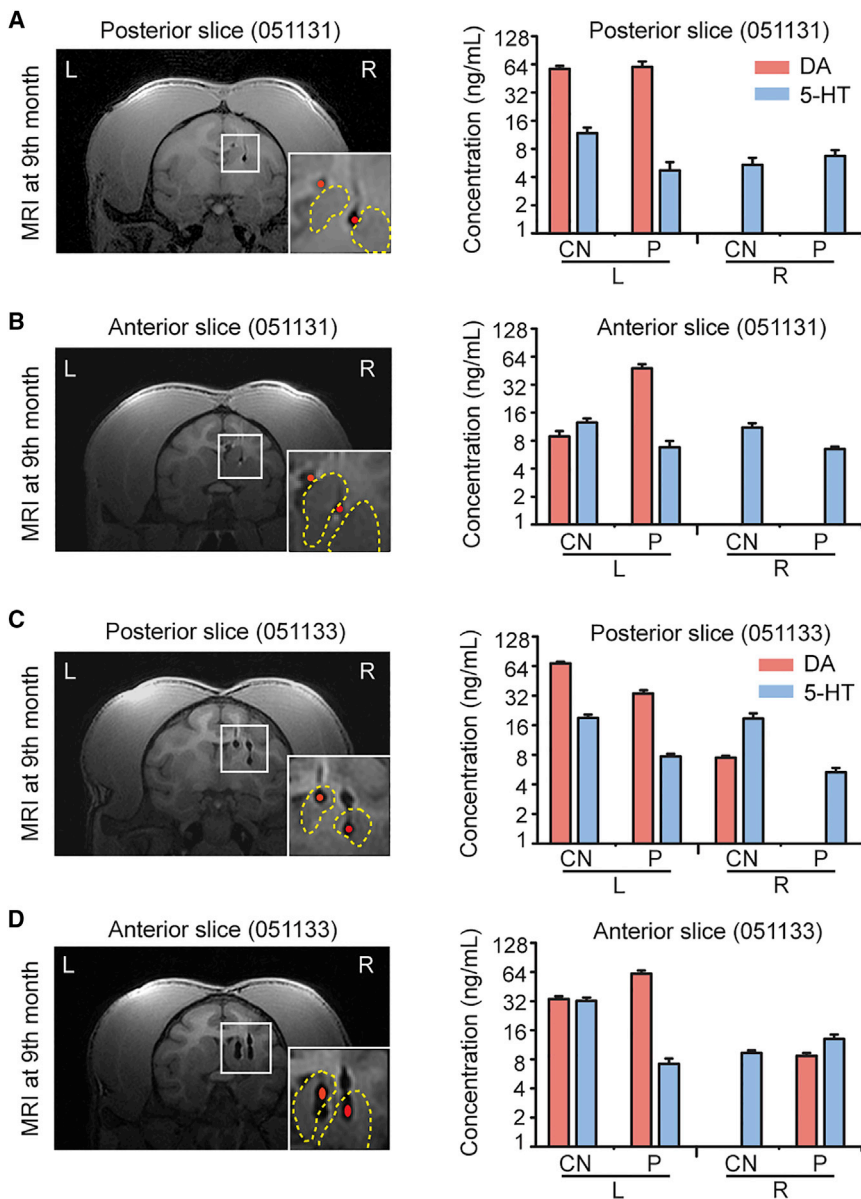 A
Posterior slice (051131)
MRI at 9th month
L
R
Posterior slice (051131)
Concentration (ng/mL)
128
64
32
16
8
4
2
1
DA
5-HT
CN
P
CN
P
L
R
B
Anterior slice (051131)
MRI at 9th month
L
R
Anterior slice (051131)
Concentration (ng/mL)
128
64
32
16
8
4
2
1
CN
P
CN
P
L
R
C
Posterior slice (051133)
MRI at 9th month
L
R
Posterior slice (051133)
Concentration (ng/mL)
128
64
32
16
8
4
2
1
DA
5-HT
CN
P
CN
P
L
R
D
Anterior slice (051133)
MRI at 9th month
L
R
Anterior slice (051133)
Concentration (ng/mL)
128
64
32
16
8
4
2
1
CN
P
CN
P
L
R